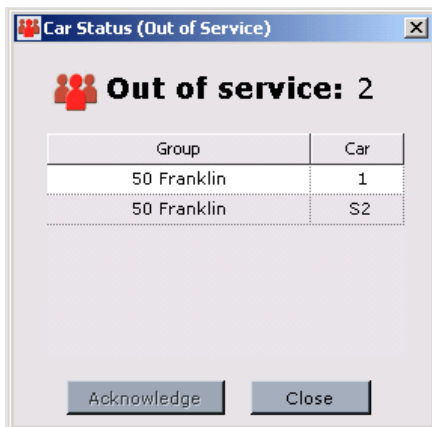 Car Status (Out of Service)
Out of service: 2
Group Car
50 Franklin 1
50 Franklin S2
Acknowledge Close